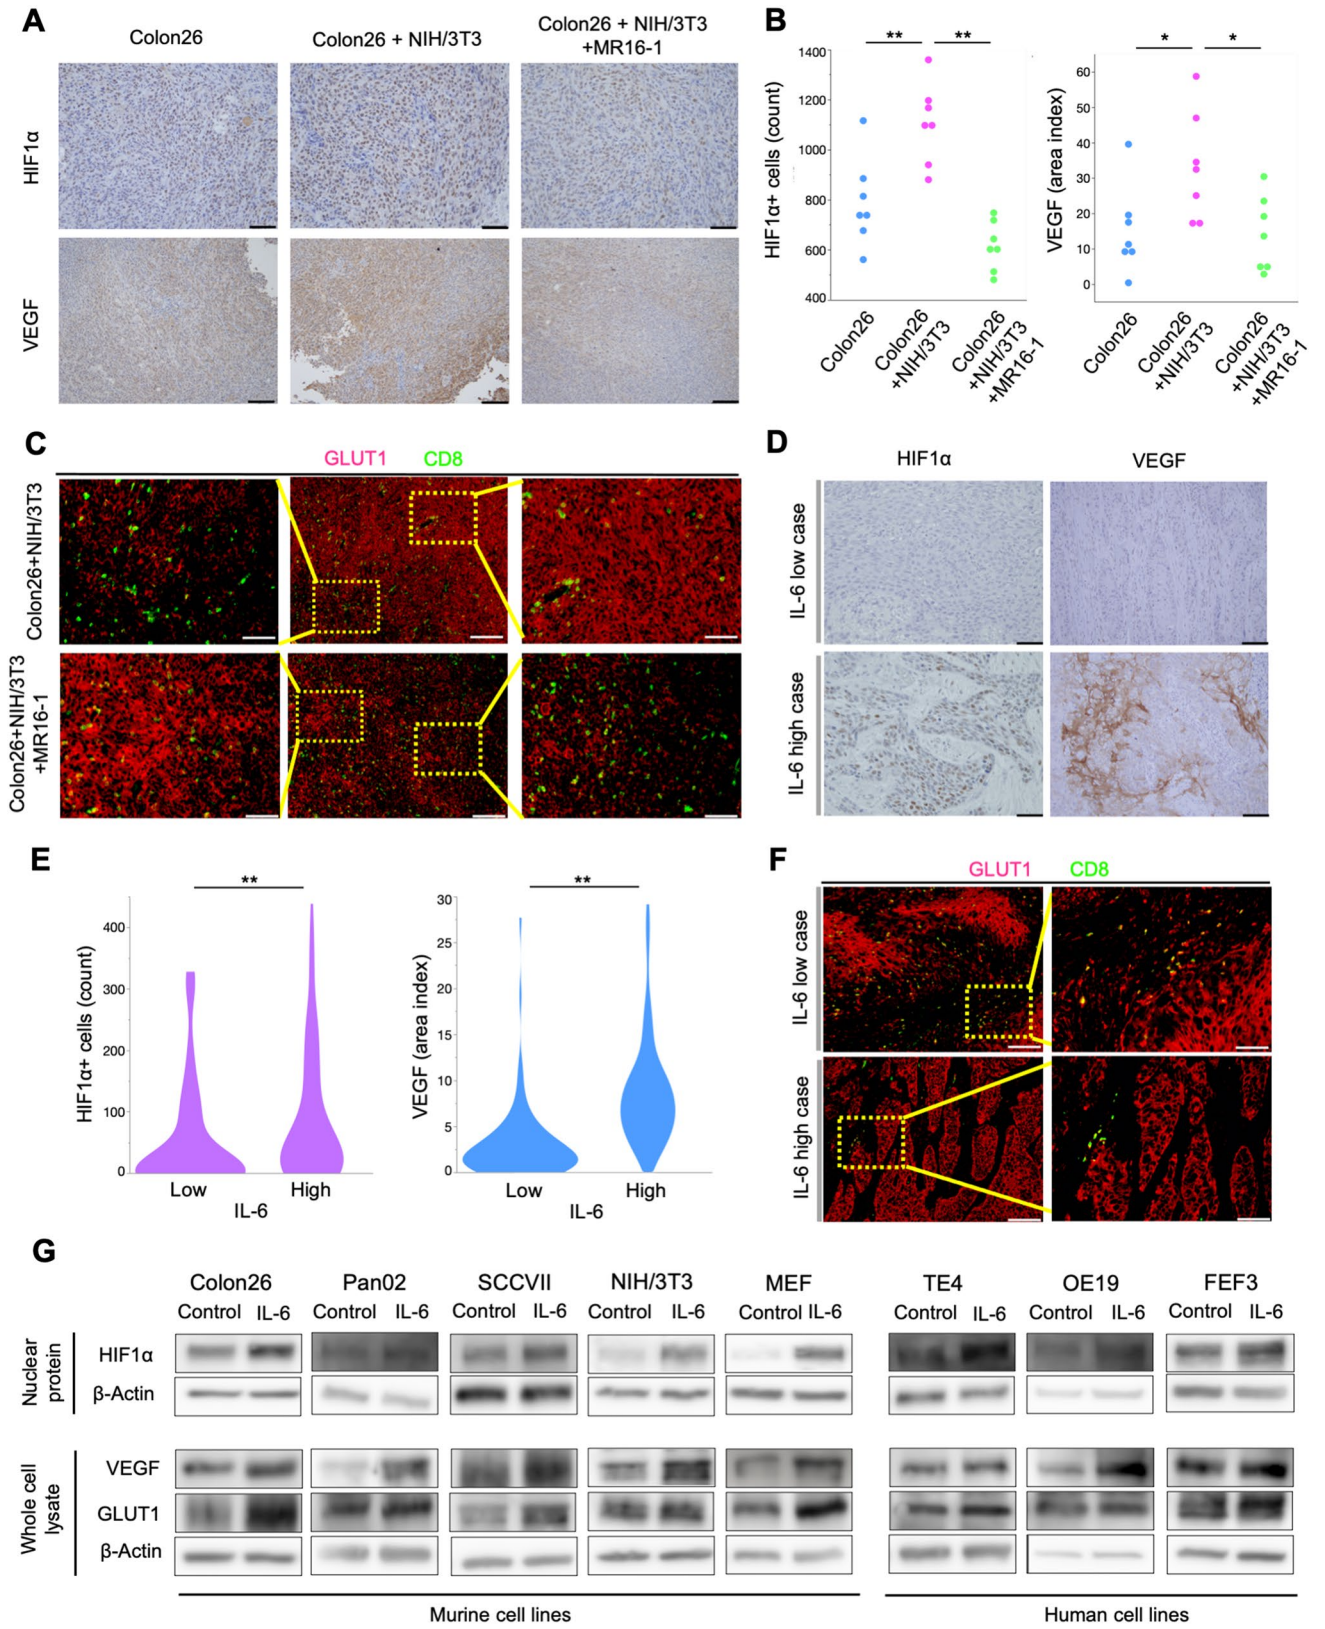 A
Colon26
Colon26 + NIH/3T3
Colon26 + NIH/3T3
+MR16-1
HIF1α
VEGF
B
HIF1α+ cells (count)
1400
1200
1000
800
600
400
** **
Colon26
Colon26
+NIH/3T3
Colon26
+NIH/3T3
+MR16-1
VEGF (area index)
60
50
40
30
20
10
0
* *
Colon26
Colon26
+NIH/3T3
Colon26
+NIH/3T3
+MR16-1
C
GLUT1 CD8
Colon26+NIH/3T3
Colon26+NIH/3T3
+MR16-1
D
HIF1α VEGF
IL-6 low case
IL-6 high case
E
HIF1α+ cells (count)
400
300
200
100
0
**
Low High
IL-6
VEGF (area index)
30
25
20
15
10
5
0
**
Low High
IL-6
F
GLUT1 CD8
IL-6 low case
IL-6 high case
G
Colon26 Pan02 SCCVII NIH/3T3 MEF TE4 OE19 FEF3
Control IL-6 Control IL-6 Control IL-6 Control IL-6 Control IL-6 Control IL-6 Control IL-6 Control IL-6
Nuclear
protein
HIF1α
β-Actin
Whole cell
lysate
VEGF
GLUT1
β-Actin
Murine cell lines
Human cell lines